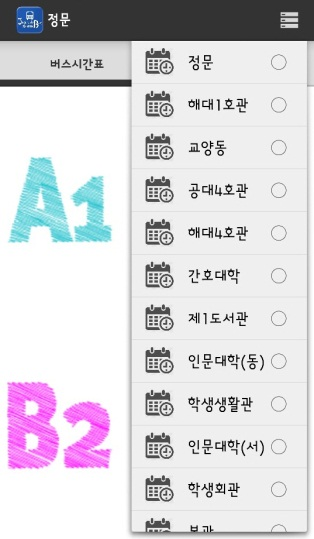 정문
버스시간표
정문
해대1호관
교양동
공대4호관
해대4호관
간호대학
제1도서관
인문대학(동)
학생생활관
인문대학(서)
학생회관
본관
A1
B2